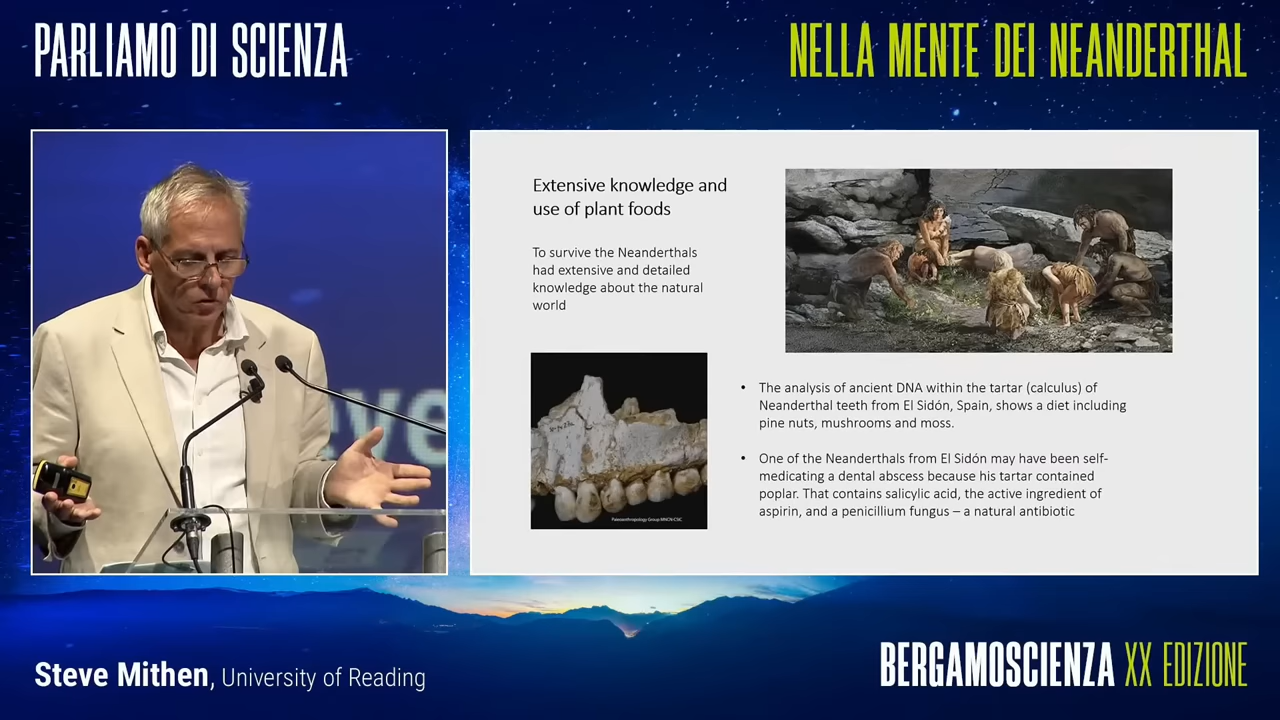 PARLIAMO DI SCIENZA
NELLA MENTE DEI NEANDERTHAL
Extensive knowledge and
use of plant foods
To survive the Neanderthals
had extensive and detailed
knowledge about the natural
world
Paleoanthropology Group MNCN-CSIC
• The analysis of ancient DNA within the tartar (calculus) of
Neanderthal teeth from El Sidón, Spain, shows a diet including
pine nuts, mushrooms and moss.
• One of the Neanderthals from El Sidón may have been self-
medicating a dental abscess because his tartar contained
poplar. That contains salicylic acid, the active ingredient of
aspirin, and a penicillium fungus – a natural antibiotic
Steve Mithen, University of Reading
BERGAMOSCIENZA XX EDIZIONE